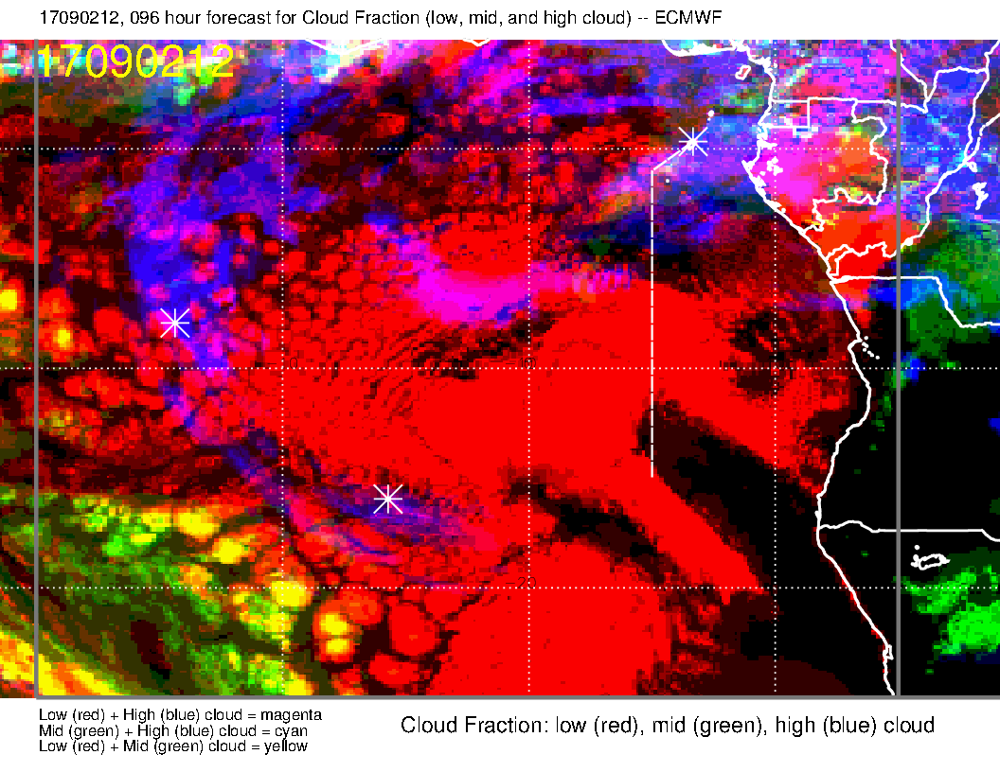 17090212, 096 hour forecast for Cloud Fraction (low, mid, and high cloud) -- ECMWF
17090212
Low (red) + High (blue) cloud = magenta
Mid (green) + High (blue) cloud = cyan
Low (red) + Mid (green) cloud = yellow
Cloud Fraction: low (red), mid (green), high (blue) cloud